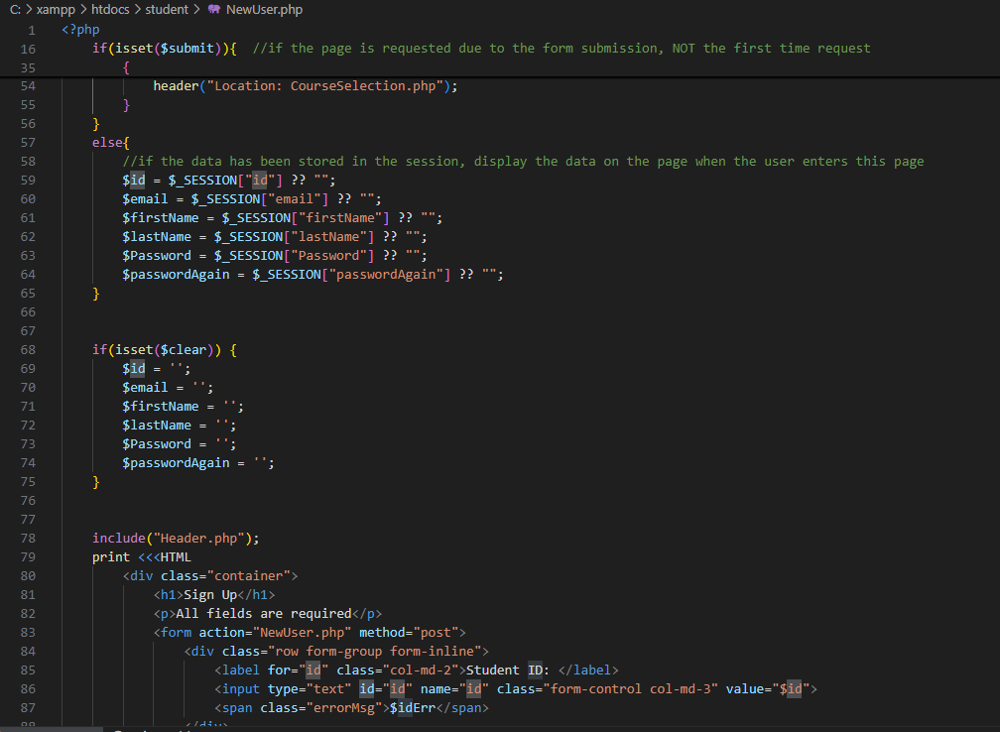 C: > xampp > htdocs > student > NewUser.php
1 <?php
16 if(isset($submit)){ //if the page is requested due to the form submission, NOT the first time request
35 {
54 header("Location: CourseSelection.php");
55 }
56 }
57 else{
58 //if the data has been stored in the session, display the data on the page when the user enters this page
59 $id = $_SESSION["id"] ?? "";
60 $email = $_SESSION["email"] ?? "";
61 $firstName = $_SESSION["firstName"] ?? "";
62 $lastName = $_SESSION["lastName"] ?? "";
63 $Password = $_SESSION["Password"] ?? "";
64 $passwordAgain = $_SESSION["passwordAgain"] ?? "";
65 }
66
67
68 if(isset($clear)) {
69 $id = '';
70 $email = '';
71 $firstName = '';
72 $lastName = '';
73 $Password = '';
74 $passwordAgain = '';
75 }
76
77
78 include("Header.php");
79 print <<<HTML
80 <div class="container">
81 <h1>Sign Up</h1>
82 <p>All fields are required</p>
83 <form action="NewUser.php" method="post">
84 <div class="row form-group form-inline">
85 <label for="id" class="col-md-2">Student ID: </label>
86 <input type="text" id="id" name="id" class="form-control col-md-3" value="$id">
87 <span class="errorMsg">$idErr</span>
88 </div>